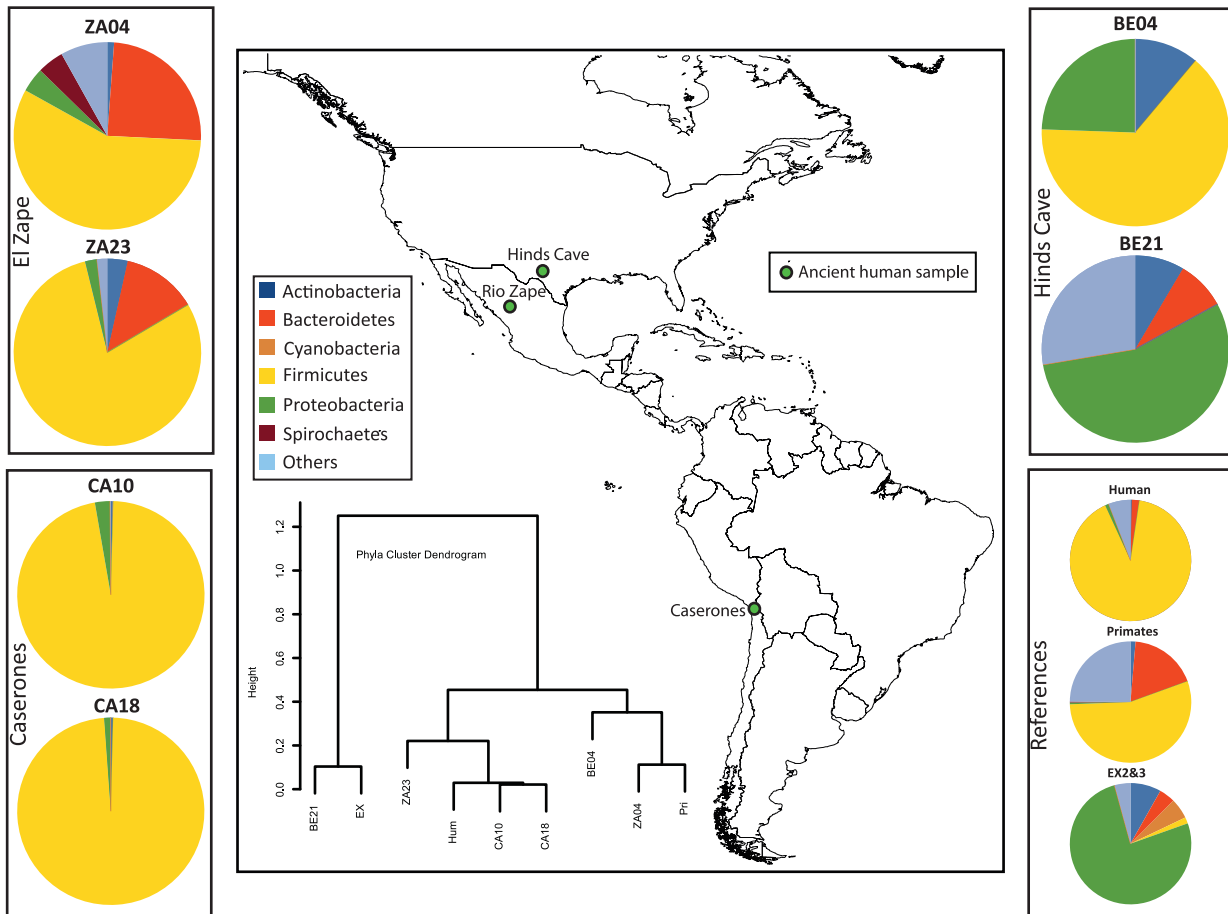 ZA04
El Zape
ZA23
CA10
Caserones
CA18
Hinds Cave
Rio Zape
Ancient human sample
Caserones
Actinobacteria
Bacteroidetes
Cyanobacteria
Firmicutes
Proteobacteria
Spirochaetes
Others
Phyla Cluster Dendrogram
Height
1.2
1.0
0.8
0.6
0.4
0.2
0.0
BE21
EX
ZA23
Hum
CA10
CA18
BE04
ZA04
Pri
BE04
Hinds Cave
BE21
Human
References
Primates
EX2&3